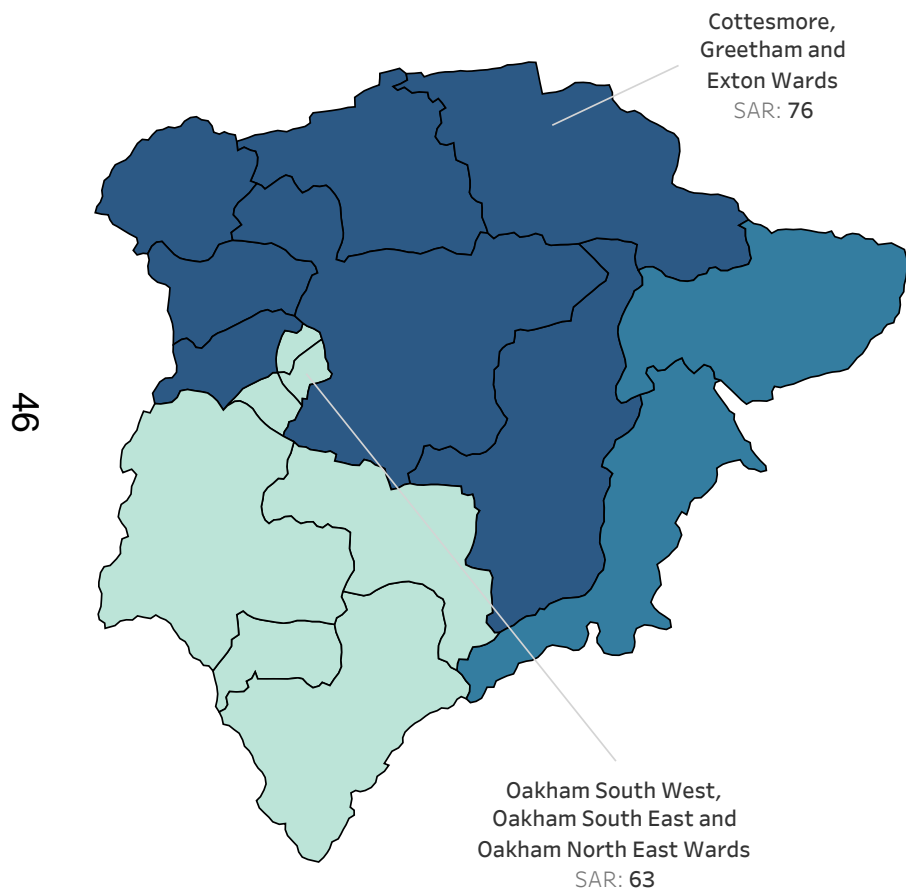 Cottesmore,
Greetham and
Exton Wards
SAR: 76
46
Oakham South West,
Oakham South East and
Oakham North East Wards
SAR: 63